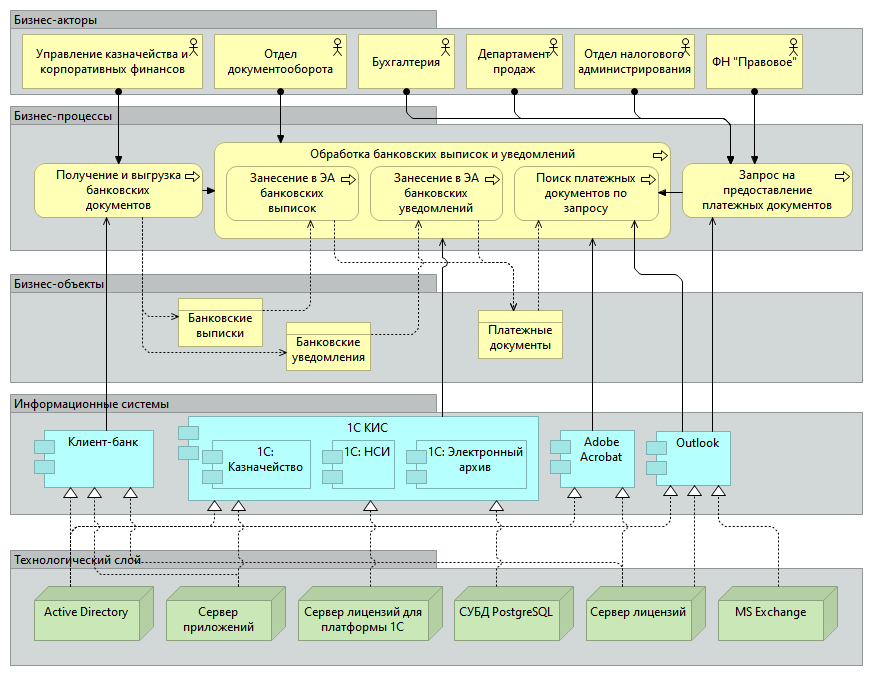 Бизнес-акторы
Управление казначейства и
корпоративных финансов
Отдел
документооборота
Бухгалтерия
Департамент
продаж
Отдел налогового
администрирования
ФН "Правовое"
Бизнес-процессы
Получение и выгрузка
банковских
документов
Обработка банковских выписок и уведомлений
Занесение в ЭА
банковских
выписок
Занесение в ЭА
банковских
уведомлений
Поиск платежных
документов по
запросу
Запрос на
предоставление
платежных документов
Бизнес-объекты
Банковские
выписки
Банковские
уведомления
Платежные
документы
Информационные системы
Клиент-банк
1С КИС
1С:
Казначейство
1С: НСИ
1С: Электронный
архив
Adobe
Acrobat
Outlook
Технологический слой
Active Directory
Сервер
приложений
Сервер лицензий для
платформы 1С
СУБД PostgreSQL
Сервер лицензий
MS Exchange